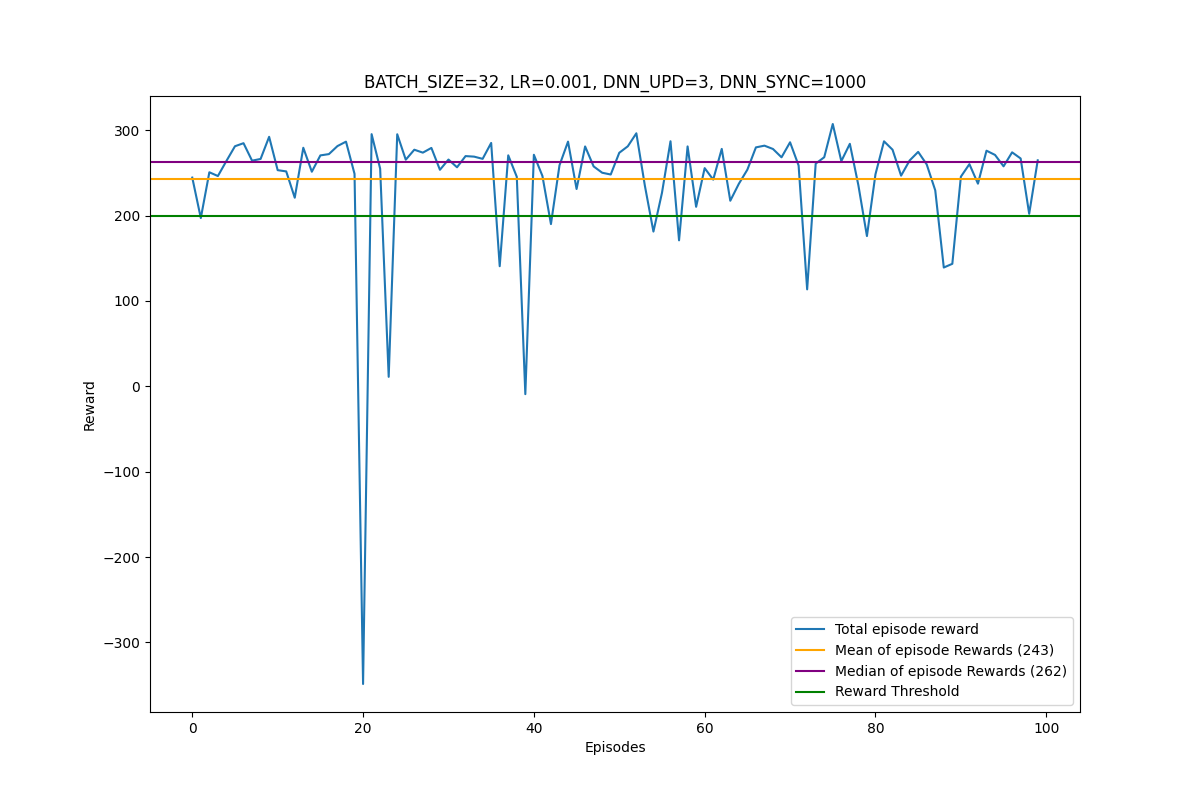 BATCH_SIZE=32, LR=0.001, DNN_UPD=3, DNN_SYNC=1000
300
200
100
0
−100
−200
−300
Reward
0 20 40 60 80 100
Episodes
Total episode reward
Mean of episode Rewards (243)
Median of episode Rewards (262)
Reward Threshold